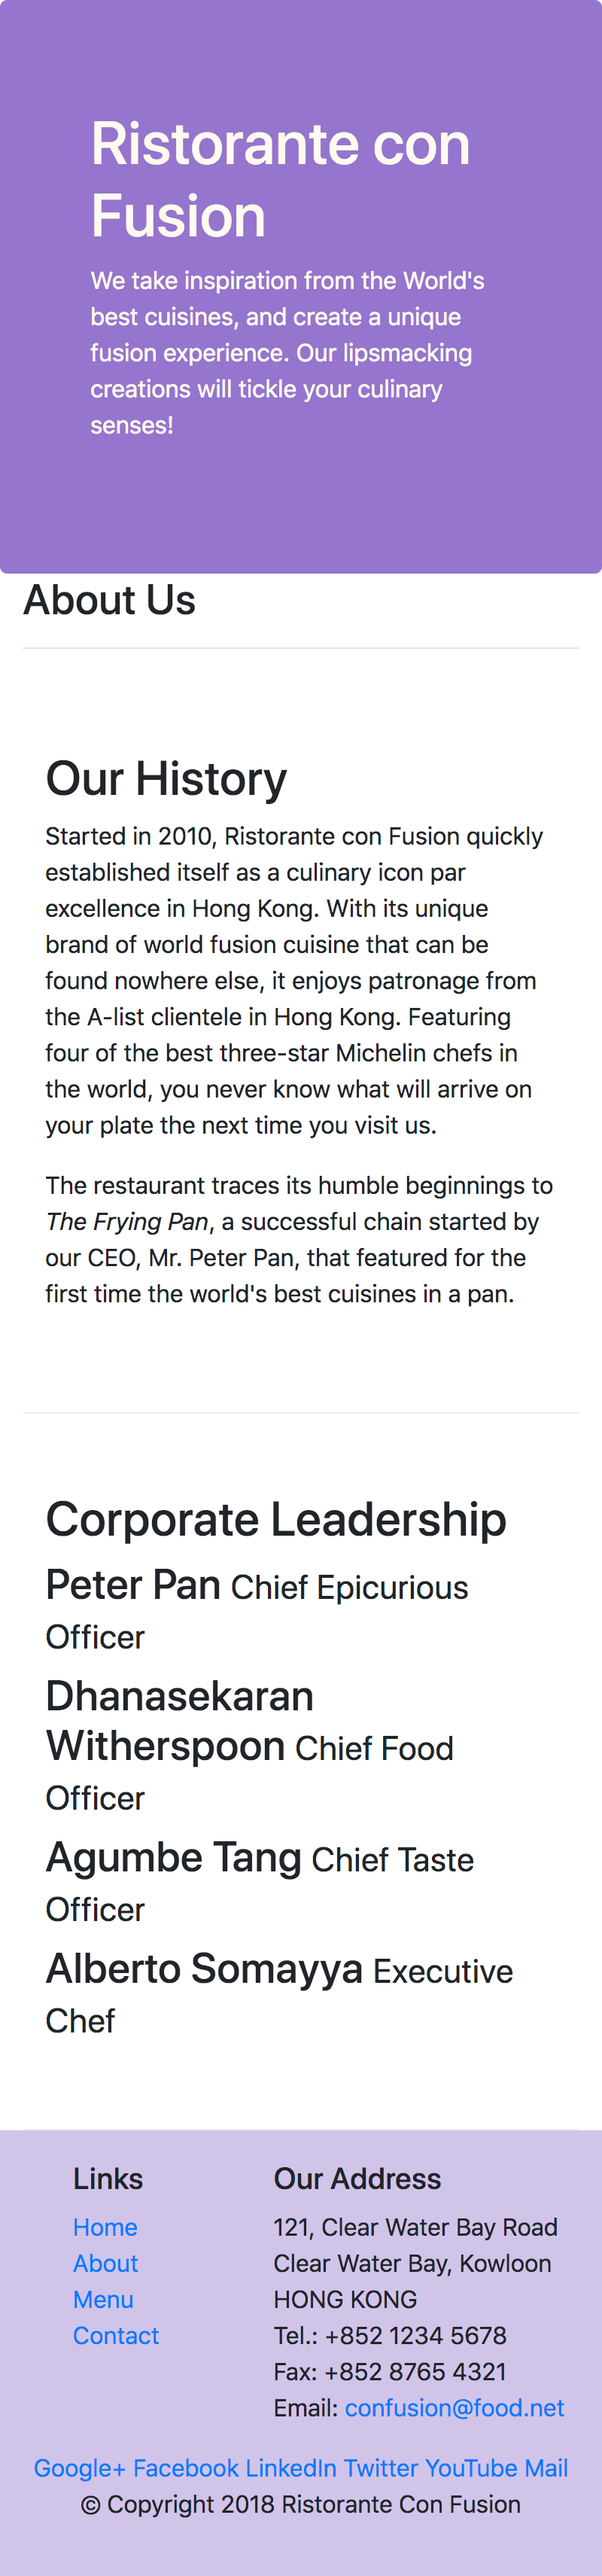 Ristorante con
Fusion
We take inspiration from the World's
best cuisines, and create a unique
fusion experience. Our lipsmacking
creations will tickle your culinary
senses!
About Us
Our History
Started in 2010, Ristorante con Fusion quickly
established itself as a culinary icon par
excellence in Hong Kong. With its unique
brand of world fusion cuisine that can be
found nowhere else, it enjoys patronage from
the A-list clientele in Hong Kong. Featuring
four of the best three-star Michelin chefs in
the world, you never know what will arrive on
your plate the next time you visit us.
The restaurant traces its humble beginnings to
The Frying Pan, a successful chain started by
our CEO, Mr. Peter Pan, that featured for the
first time the world's best cuisines in a pan.
Corporate Leadership
Peter Pan Chief Epicurious
Officer
Dhanasekaran
Witherspoon Chief Food
Officer
Agumbe Tang Chief Taste
Officer
Alberto Somayya Executive
Chef
Links
Home
About
Menu
Contact
Our Address
121, Clear Water Bay Road
Clear Water Bay, Kowloon
HONG KONG
Tel.: +852 1234 5678
Fax: +852 8765 4321
Email: confusion@food.net
Google+ Facebook LinkedIn Twitter YouTube Mail
© Copyright 2018 Ristorante Con Fusion